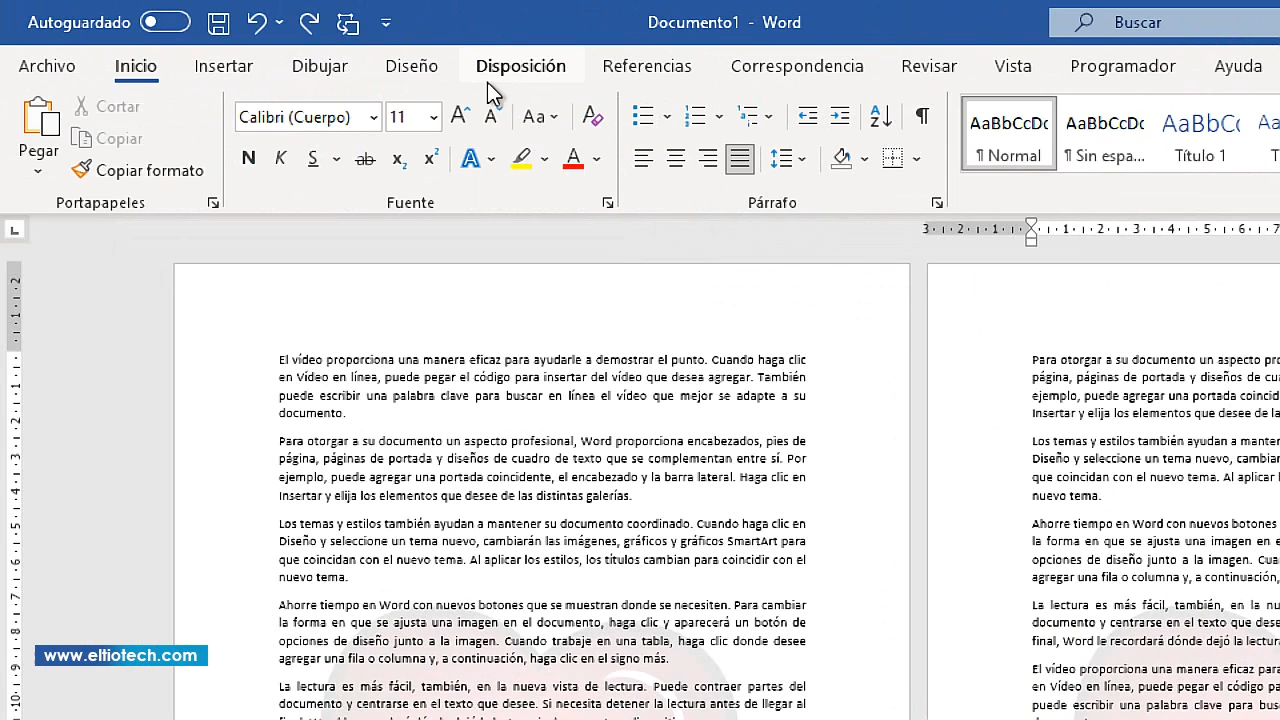 Autoguardado
Documento1 - Word
Buscar
Archivo Inicio Insertar Dibujar Diseño Disposición Referencias Correspondencia Revisar Vista Programador Ayuda
Pegar
Cortar
Copiar
Copiar formato
Portapapeles
Calibri (Cuerpo) 11
Aa
N K S ab x₂ x² A A
Fuente
Párrafo
AaBbCcDc AaBbCcDc AaBbCc
¶ Normal ¶ Sin espa... Título 1
3 2 1 1 2 3 4 5 6 7
El vídeo proporciona una manera eficaz para ayudarle a demostrar el punto. Cuando haga clic
en Vídeo en línea, puede pegar el código para insertar del vídeo que desea agregar. También
puede escribir una palabra clave para buscar en línea el vídeo que mejor se adapte a su
documento.
Para otorgar a su documento un aspecto profesional, Word proporciona encabezados, pies de
página, páginas de portada y diseños de cuadro de texto que se complementan entre sí. Por
ejemplo, puede agregar una portada coincidente, el encabezado y la barra lateral. Haga clic en
Insertar y elija los elementos que desee de las distintas galerías.
Los temas y estilos también ayudan a mantener su documento coordinado. Cuando haga clic en
Diseño y seleccione un tema nuevo, cambiarán las imágenes, gráficos y gráficos SmartArt para
que coincidan con el nuevo tema. Al aplicar los estilos, los títulos cambian para coincidir con el
nuevo tema.
Ahorre tiempo en Word con nuevos botones que se muestran donde se necesiten. Para cambiar
la forma en que se ajusta una imagen en el documento, haga clic y aparecerá un botón de
opciones de diseño junto a la imagen. Cuando trabaje en una tabla, haga clic donde desee
agregar una fila o columna y, a continuación, haga clic en el signo más.
La lectura es más fácil, también, en la nueva vista de lectura. Puede contraer partes del
documento y centrarse en el texto que desee. Si necesita detener la lectura antes de llegar al
Para otorgar a su documento un aspecto
página, páginas de portada y diseños de
ejemplo, puede agregar una portada
Insertar y elija los elementos que desee de
Los temas y estilos también ayudan a
Diseño y seleccione un tema nuevo,
que coincidan con el nuevo tema. Al aplicar
nuevo tema.
Ahorre tiempo en Word con nuevos botones
la forma en que se ajusta una imagen en
opciones de diseño junto a la imagen.
agregar una fila o columna y, a continuación,
La lectura es más fácil, también, en la
documento y centrarse en el texto que
final, Word le recordará dónde dejó la
El vídeo proporciona una manera eficaz
en Vídeo en línea, puede pegar el
puede escribir una palabra clave para
www.eltiotech.com